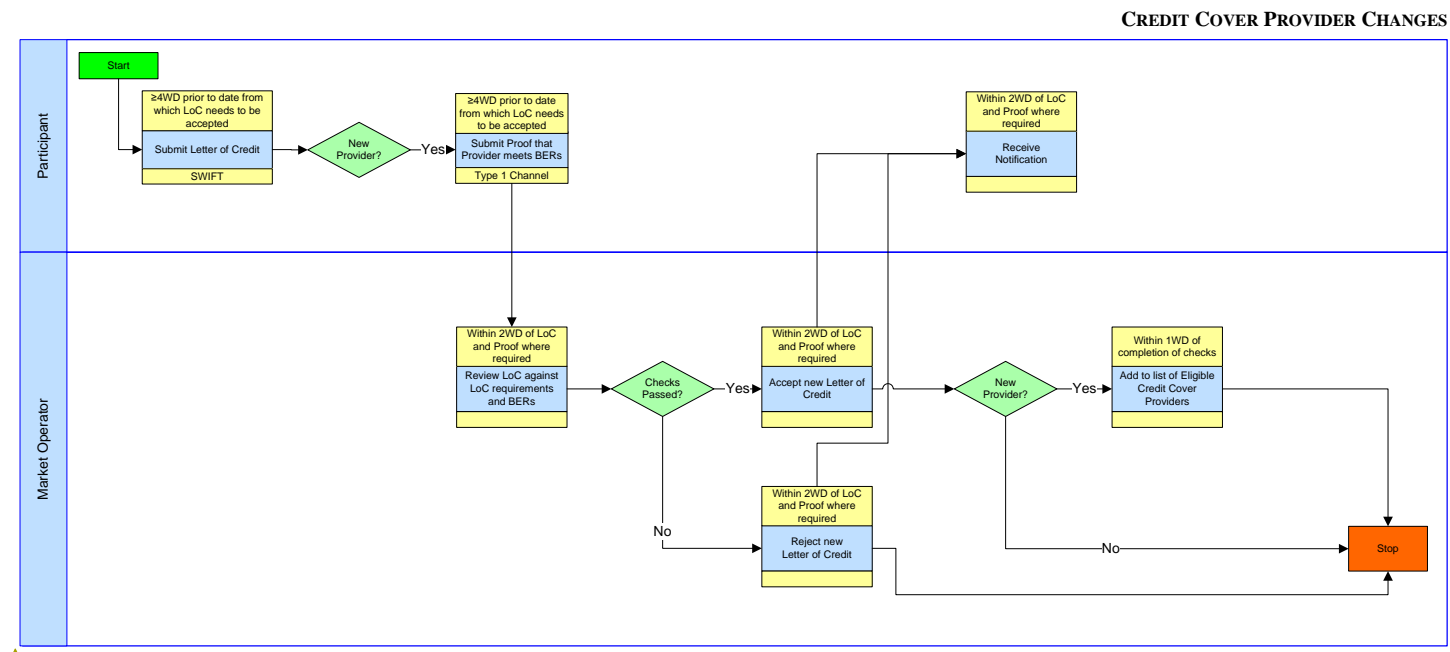 CREDIT COVER PROVIDER CHANGES
Participant
Start
≥4WD prior to date from
which LoC needs to be
accepted
Submit Letter of Credit
SWIFT
New
Provider?
Yes
≥4WD prior to date
from which LoC needs
to be accepted
Submit Proof that
Provider meets BERs
Type 1 Channel
Within 2WD of LoC
and Proof where
required
Receive
Notification
Market Operator
Within 2WD of LoC
and Proof where
required
Review LoC against
LoC requirements
and BERs
Checks
Passed?
Yes
Within 2WD of LoC
and Proof where
required
Accept new Letter of
Credit
New
Provider?
Yes
Within 1WD of
completion of checks
Add to list of Eligible
Credit Cover
Providers
No
Within 2WD of LoC
and Proof where
required
Reject new
Letter of Credit
No
Stop